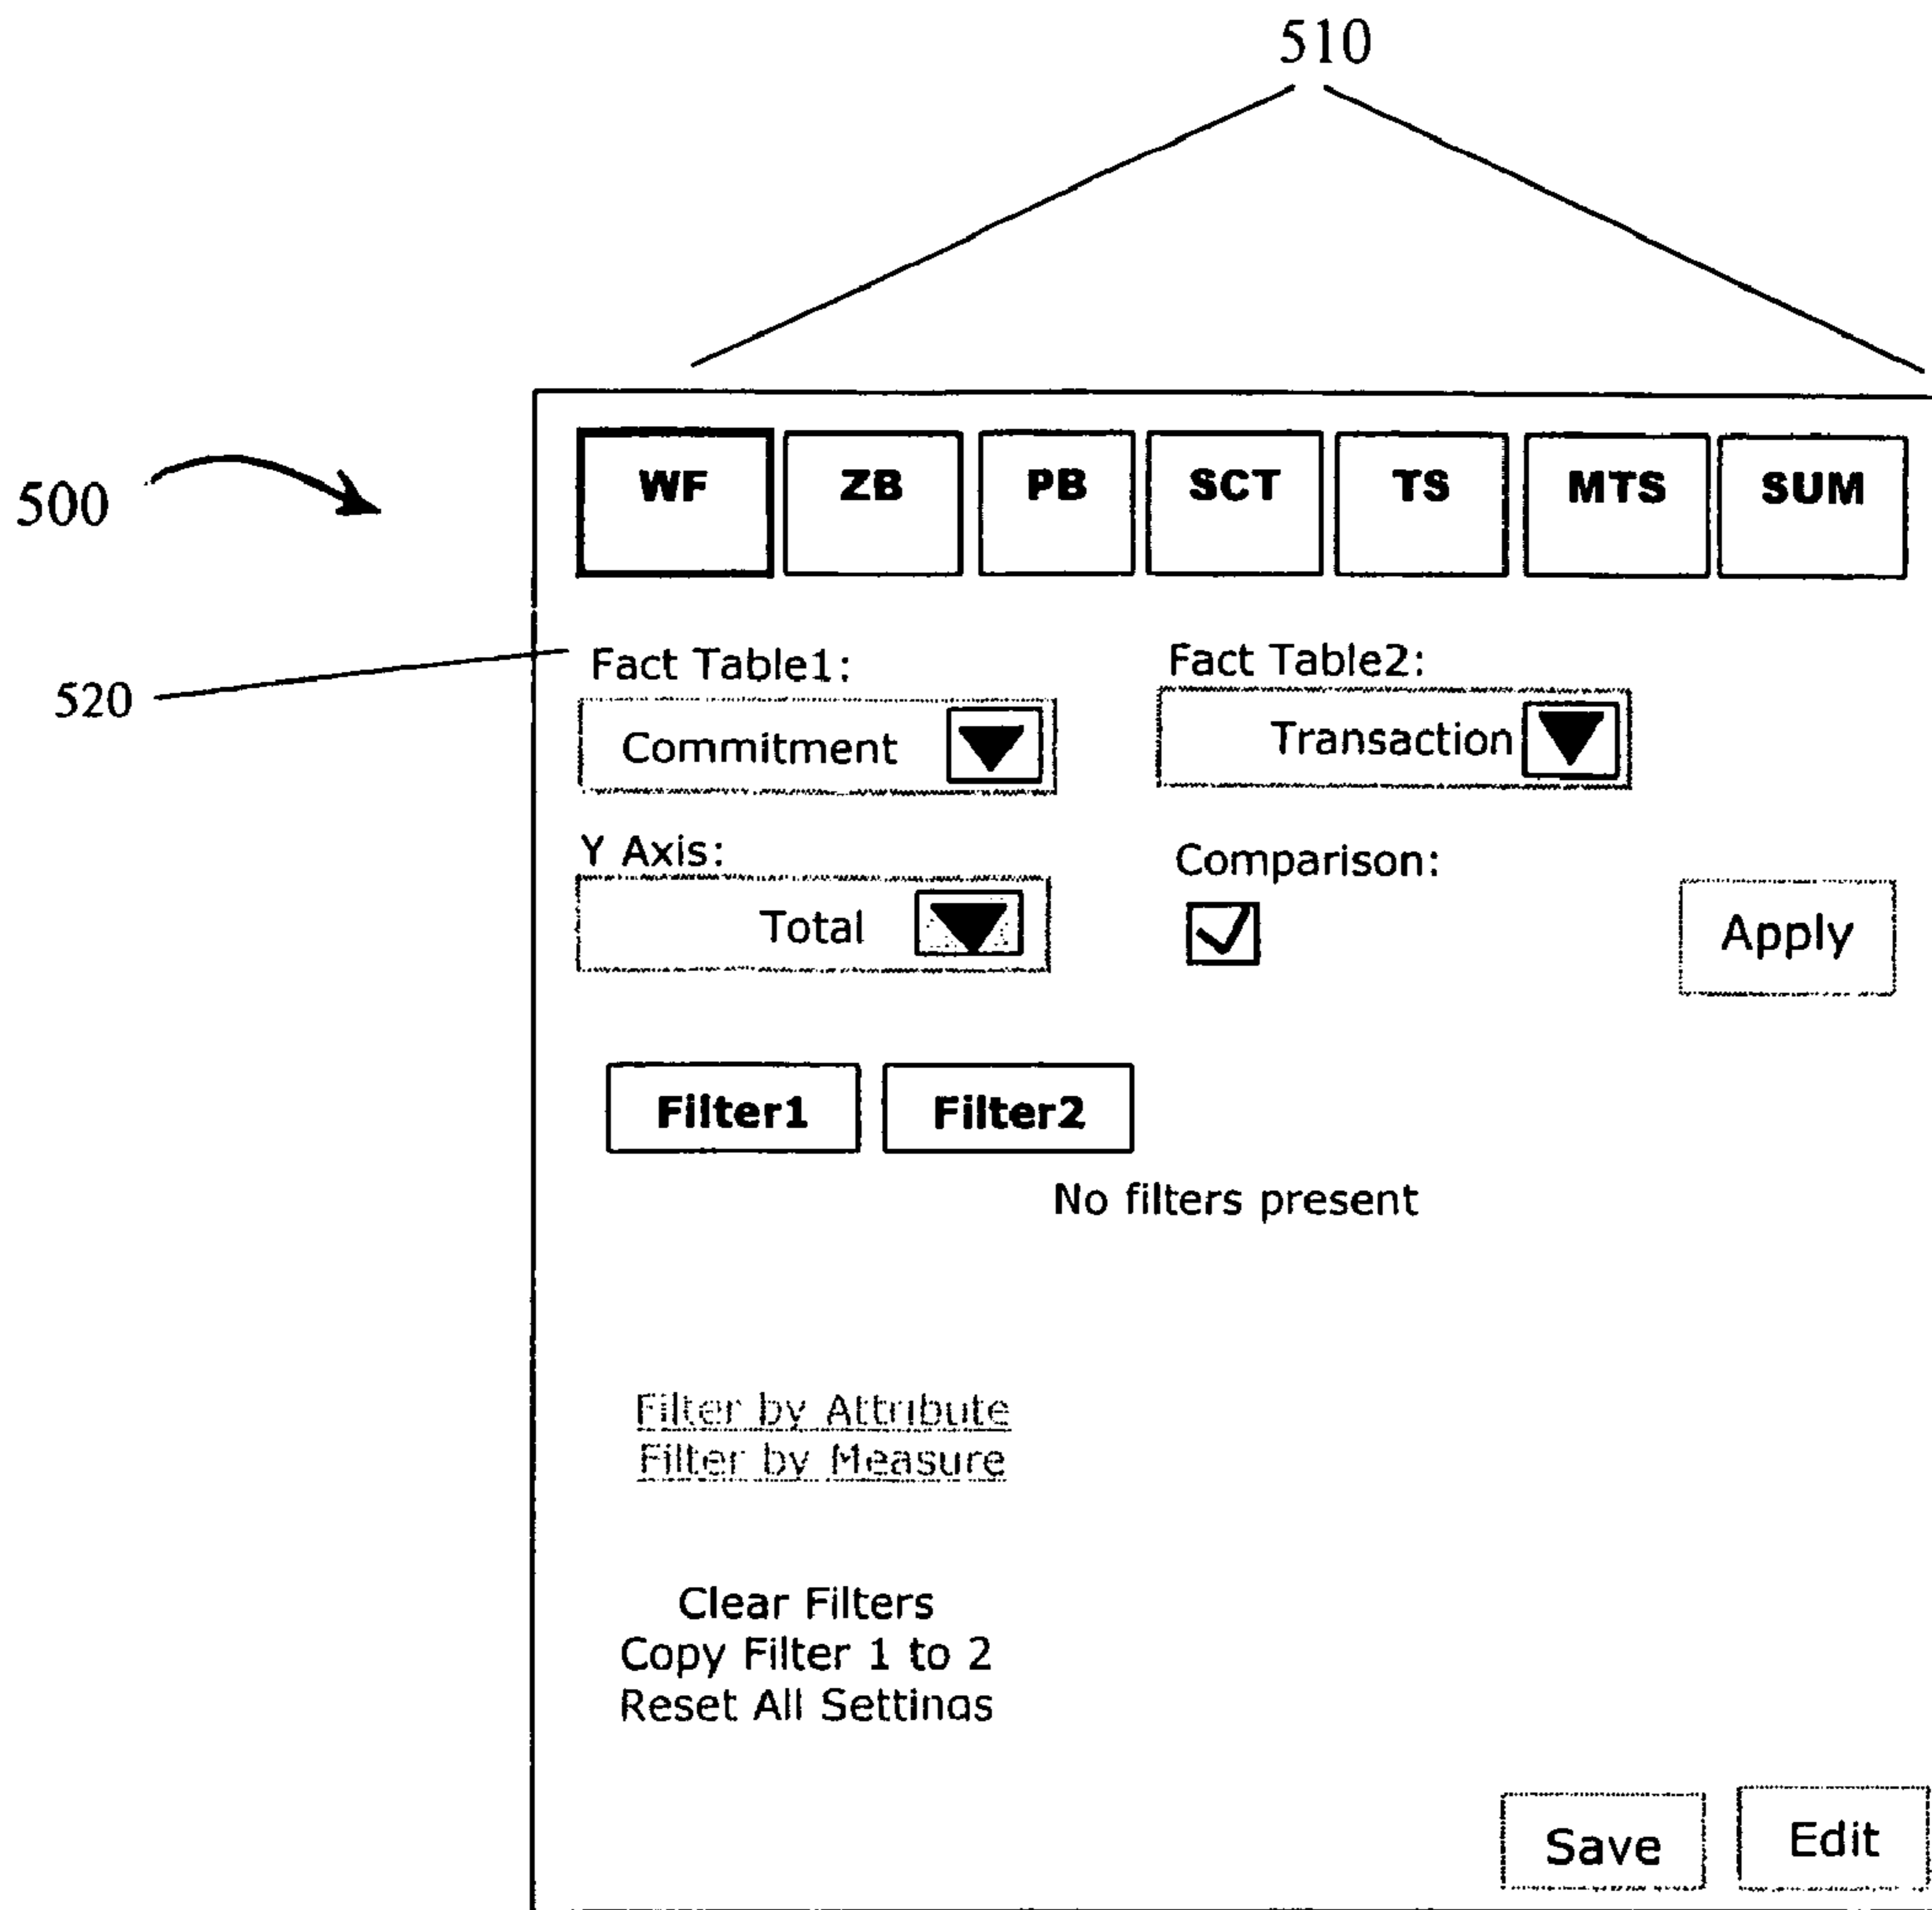 510
500
WF ZB PB SCT TS MTS SUM
520
Fact Table1: Fact Table2:
Commitment Transaction
Y Axis: Comparison:
Total Apply
Filter1 Filter2
No filters present
Filter by Attribute
Filter by Measure
Clear Filters
Copy Filter 1 to 2
Reset All Settings
Save Edit